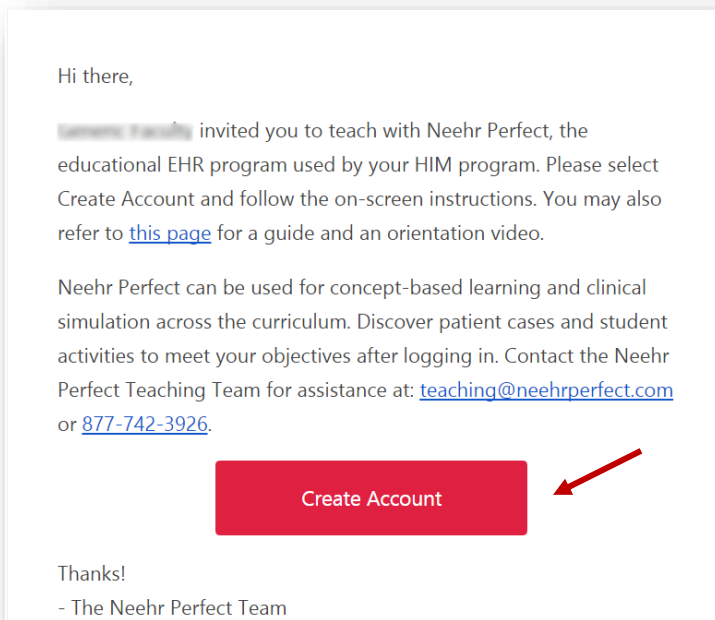 Hi there,
invited you to teach with Neehr Perfect, the
educational EHR program used by your HIM program. Please select
Create Account and follow the on-screen instructions. You may also
refer to this page for a guide and an orientation video.
Neehr Perfect can be used for concept-based learning and clinical
simulation across the curriculum. Discover patient cases and student
activities to meet your objectives after logging in. Contact the Neehr
Perfect Teaching Team for assistance at: teaching@neehrperfect.com
or 877-742-3926.
Create Account
Thanks!
- The Neehr Perfect Team